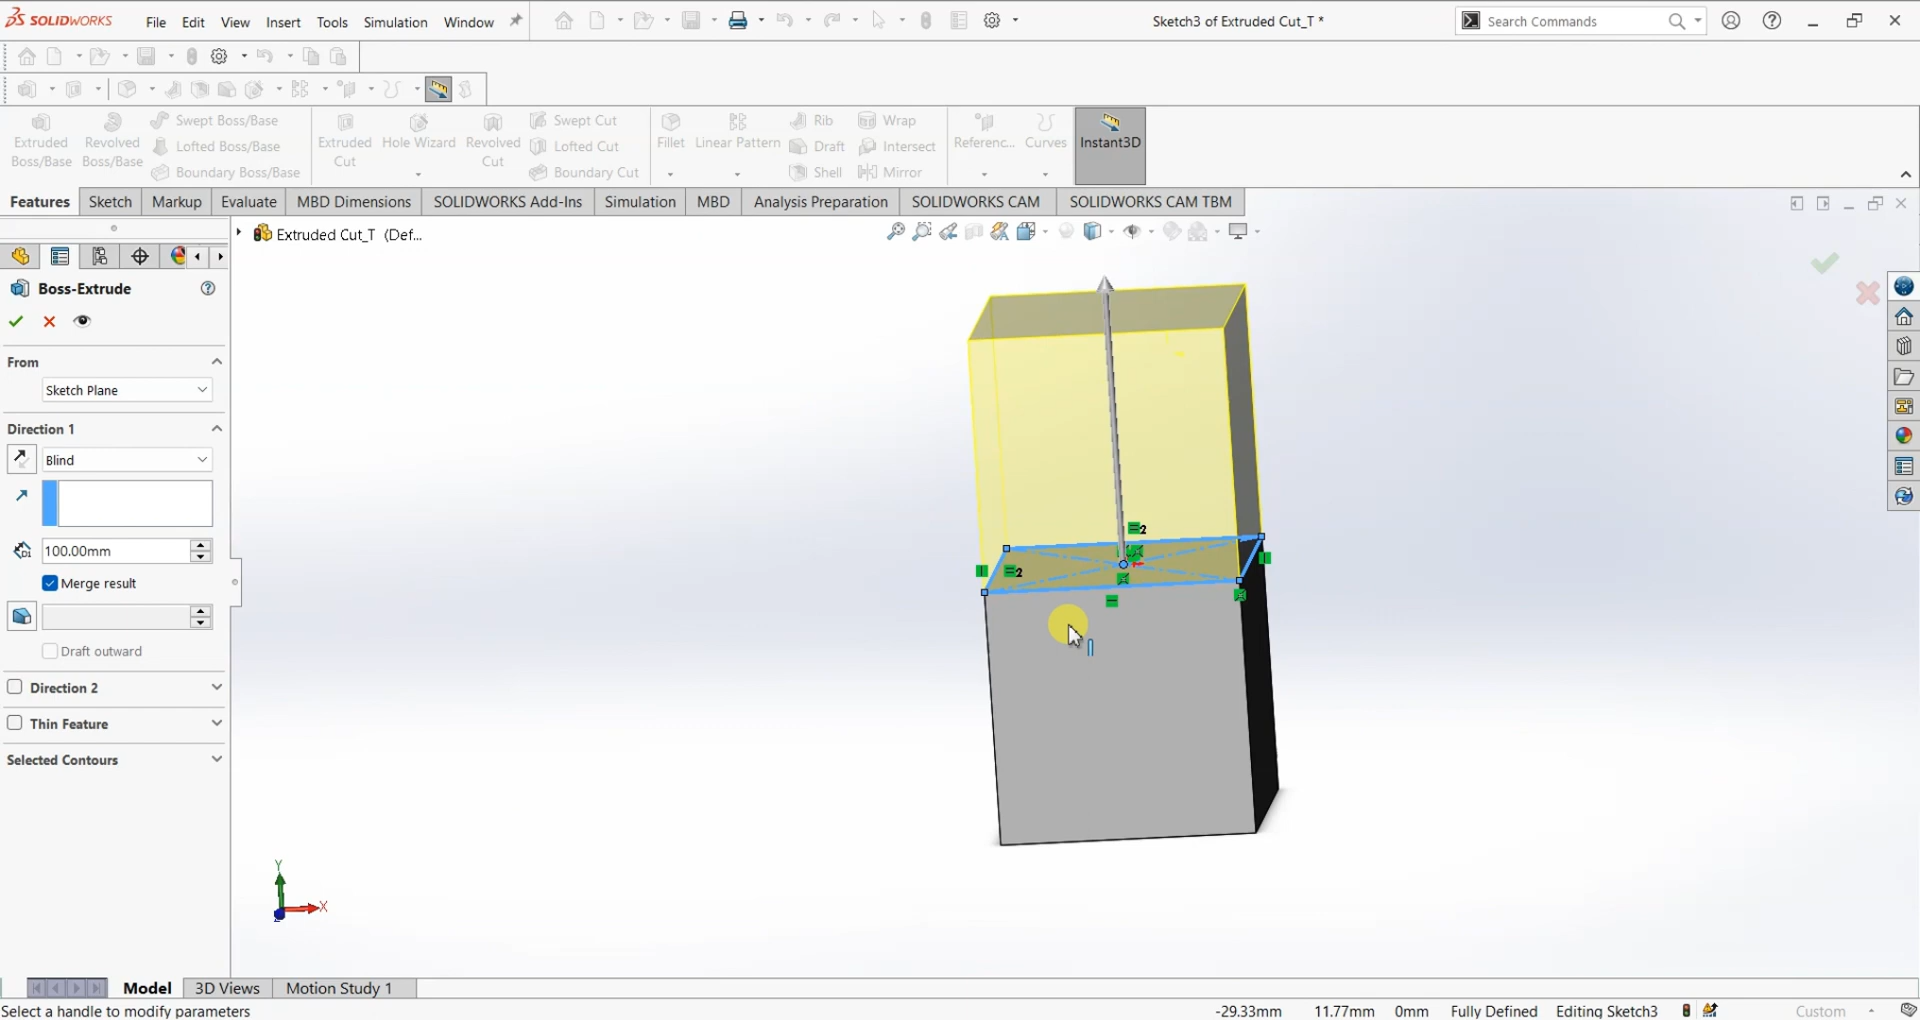 SOLIDWORKS File Edit View Insert Tools Simulation Window Sketch3 of Extruded Cut_T * Search Commands
Extruded Boss/Base
Revolved Boss/Base
Swept Boss/Base
Lofted Boss/Base
Boundary Boss/Base
Extruded Cut
Hole Wizard
Revolved Cut
Swept Cut
Lofted Cut
Boundary Cut
Fillet
Linear Pattern
Rib
Draft
Shell
Wrap
Intersect
Mirror
Referenc...
Curves
Instant3D
Features Sketch Markup Evaluate MBD Dimensions SOLIDWORKS Add-Ins Simulation MBD Analysis Preparation SOLIDWORKS CAM SOLIDWORKS CAM TBM
Extruded Cut_T (Def...
Boss-Extrude
From
Sketch Plane
Direction 1
Blind
D1
100.00mm
Merge result
Draft outward
Direction 2
Thin Feature
Selected Contours
2
2
Y
X
Z
Model 3D Views Motion Study 1
Select a handle to modify parameters -29.33mm 11.77mm 0mm Fully Defined Editing Sketch3 Custom